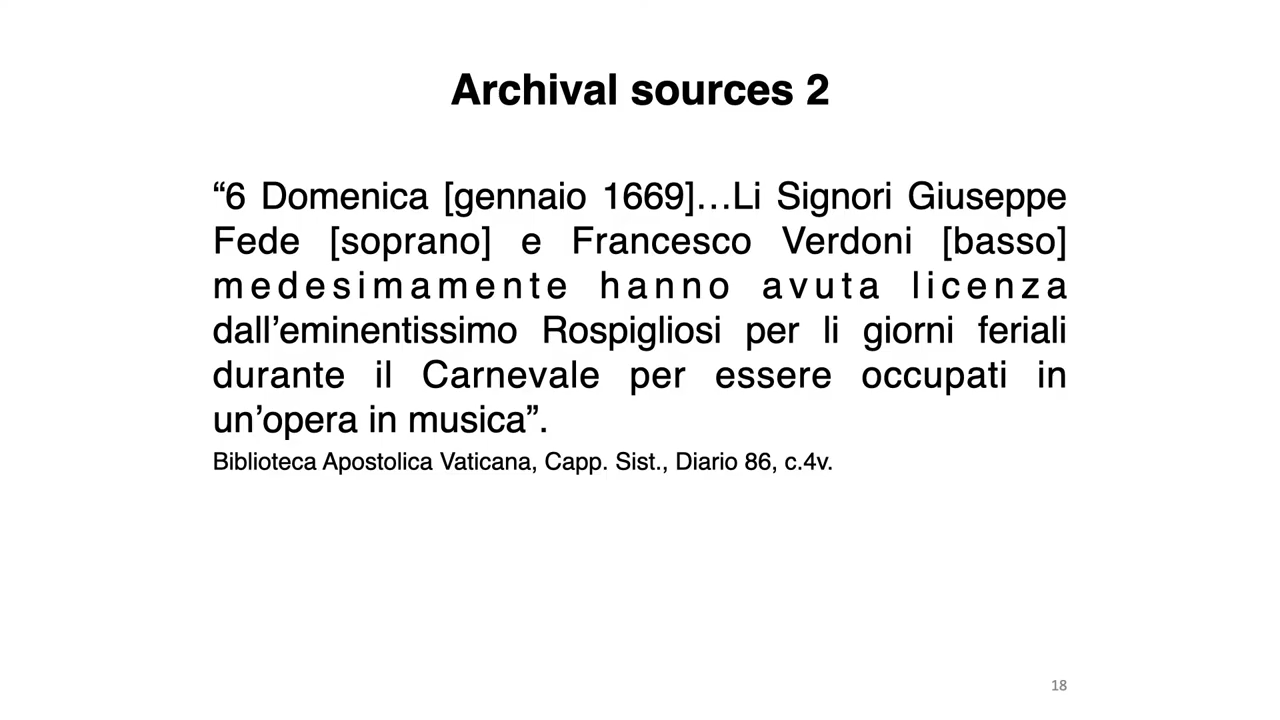 Archival sources 2
“6 Domenica [gennaio 1669]…Li Signori Giuseppe
Fede [soprano] e Francesco Verdoni [basso]
medesimamente hanno avuta licenza
dall’eminentissimo Rospigliosi per li giorni feriali
durante il Carnevale per essere occupati in
un’opera in musica”.
Biblioteca Apostolica Vaticana, Capp. Sist., Diario 86, c.4v.
18